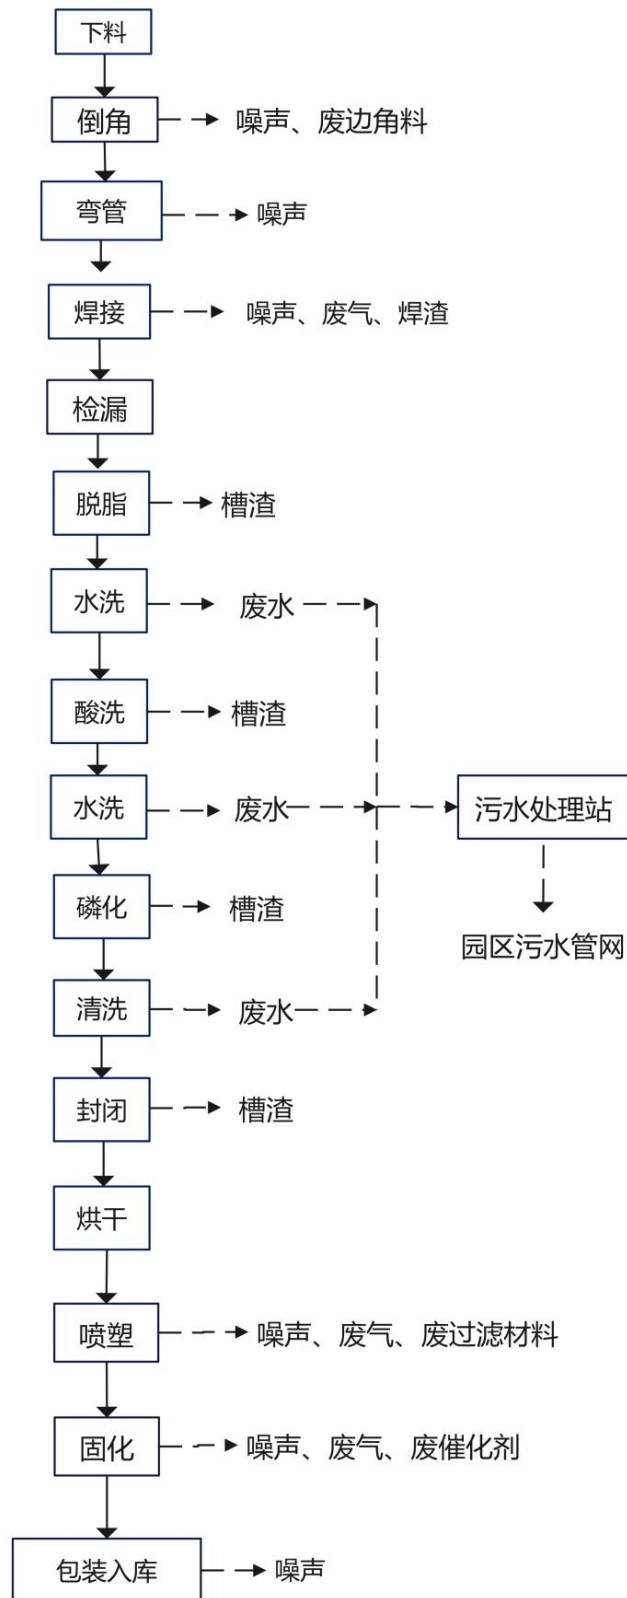 下料
倒角 噪声、废边角料
弯管 噪声
焊接 噪声、废气、焊渣
检漏
脱脂 槽渣
水洗 废水
酸洗 槽渣
水洗 废水 污水处理站
磷化 槽渣
园区污水管网
清洗 废水
封闭 槽渣
烘干
喷塑 噪声、废气、废过滤材料
固化 噪声、废气、废催化剂
包装入库 噪声